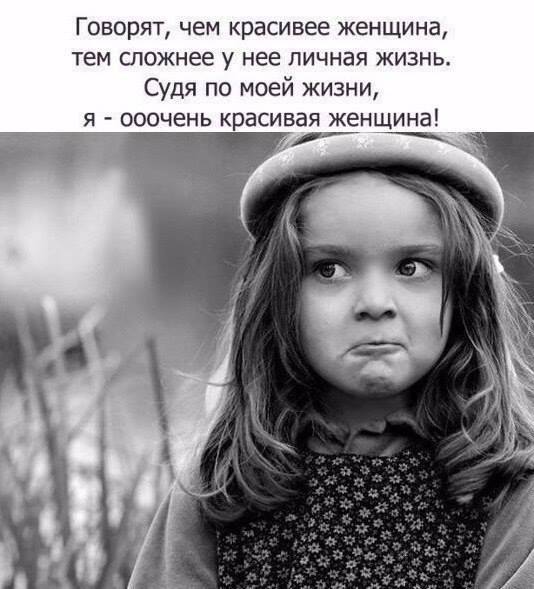 Говорят, чем красивее женщина,
тем сложнее у нее личная жизнь.
Судя по моей жизни,
я - ооочень красивая женщина!